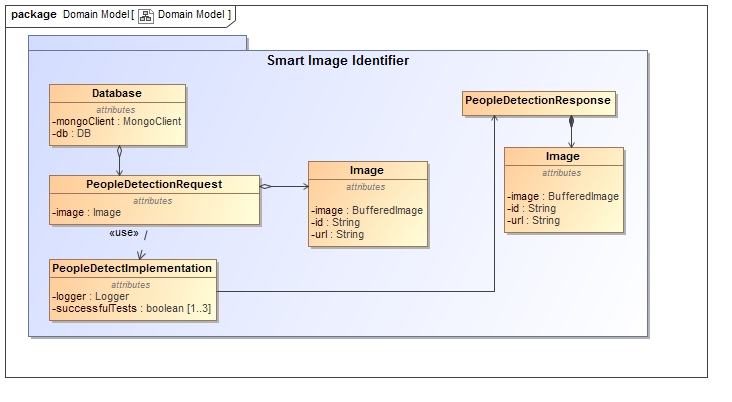 package Domain Model[ Domain Model ]
Smart Image Identifier
Database
attributes
-mongoClient : MongoClient
-db : DB
PeopleDetectionRequest
attributes
-image : Image
«use»
PeopleDetectImplementation
attributes
-logger : Logger
-successfulTests : boolean [1..3]
Image
attributes
-image : BufferedImage
-id : String
-url : String
PeopleDetectionResponse
Image
attributes
-image : BufferedImage
-id : String
-url : String